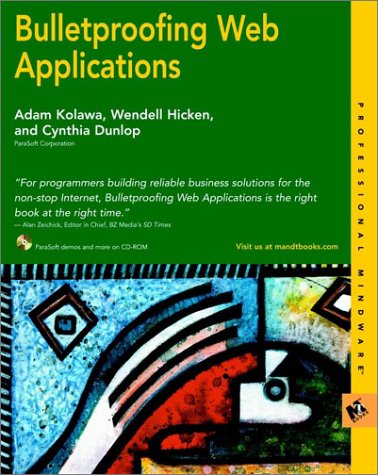 Bulletproofing Web
Applications
Adam Kolawa, Wendell Hicken,
and Cynthia Dunlop
ParaSoft Corporation
“For programmers building reliable business solutions for the
non-stop Internet, Bulletproofing Web Applications is the right
book at the right time.”
— Alan Zeichick, Editor in Chief, BZ Media's SD Times
ParaSoft demos and more on CD-ROM
Visit us at mandtbooks.com
PROFESSIONAL MINDWARE™
M&T
BOOKS